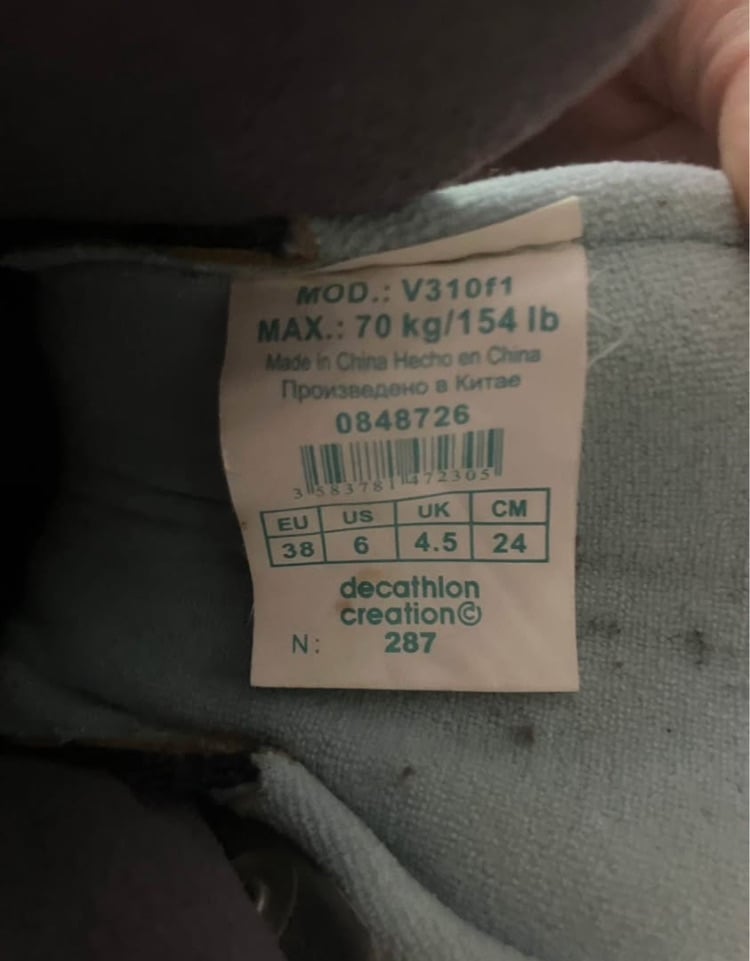 MOD.: V310f1
MAX.: 70 kg/154 lb
Made in China Hecho en China
Произведено в Китае
0848726
3 583781 472305
EU US UK CM
38 6 4.5 24
decathlon
creation©
N: 287